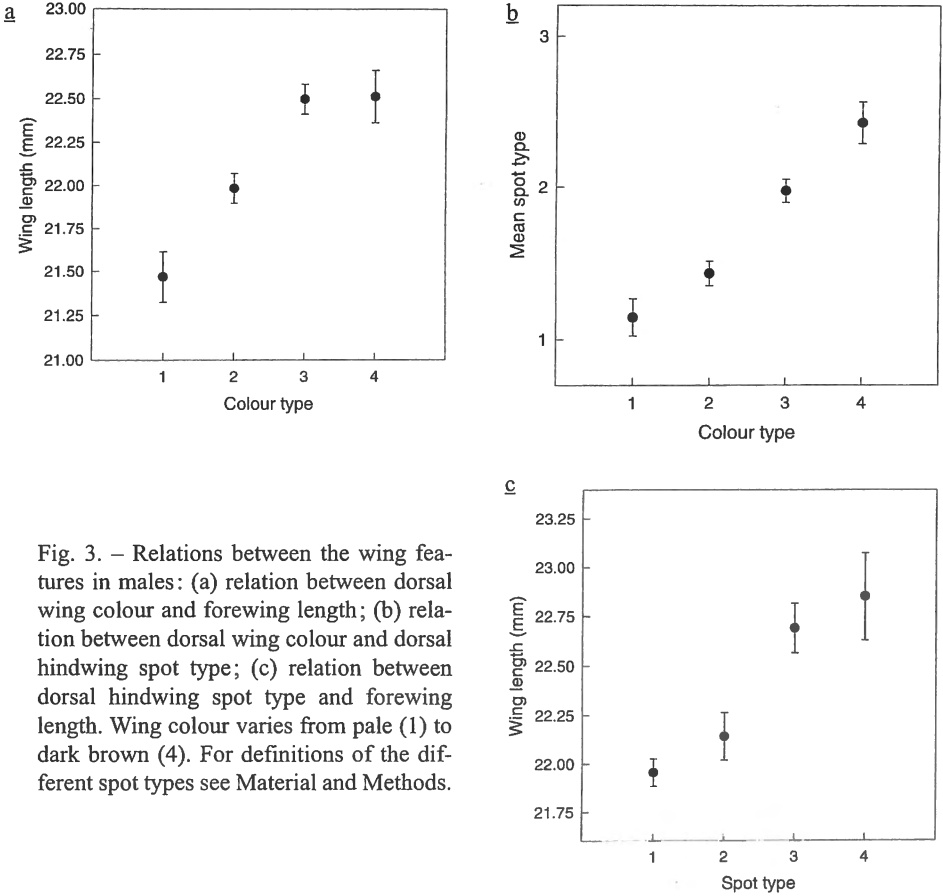 a
23.00
22.75
22.50
22.25
22.00
21.75
21.50
21.25
21.00
Wing length (mm)
1 2 3 4
Colour type
b
3
2
1
Mean spot type
1 2 3 4
Colour type
Fig. 3. – Relations between the wing fea-
tures in males: (a) relation between dorsal
wing colour and forewing length; (b) rela-
tion between dorsal wing colour and dorsal
hindwing spot type; (c) relation between
dorsal hindwing spot type and forewing
length. Wing colour varies from pale (1) to
dark brown (4). For definitions of the dif-
ferent spot types see Material and Methods.
c
23.25
23.00
22.75
22.50
22.25
22.00
21.75
Wing length (mm)
1 2 3 4
Spot type